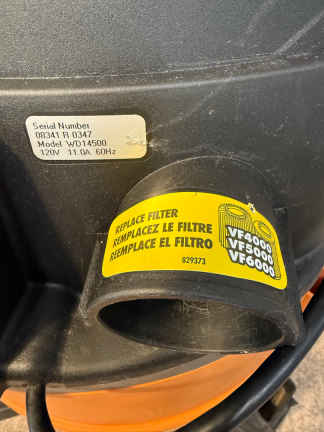 Serial Number
08341 R 0347
Model WD14500
120V 11.0A 60Hz
REPLACE FILTER
REMPLACEZ LE FILTRE
REEMPLACE EL FILTRO
829373
VF4000
VF5000
VF6000